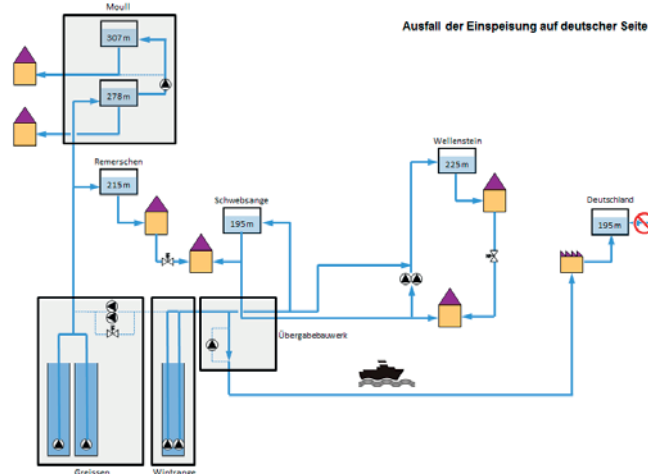 Moull
Ausfall der Einspeisung auf deutscher Seite
307m
278m
Wellenstein
225m
Remerschen
215m
Schwebsange
195m
Deutschland
195m
Übergabebauwerk
Greissen
Wintrange